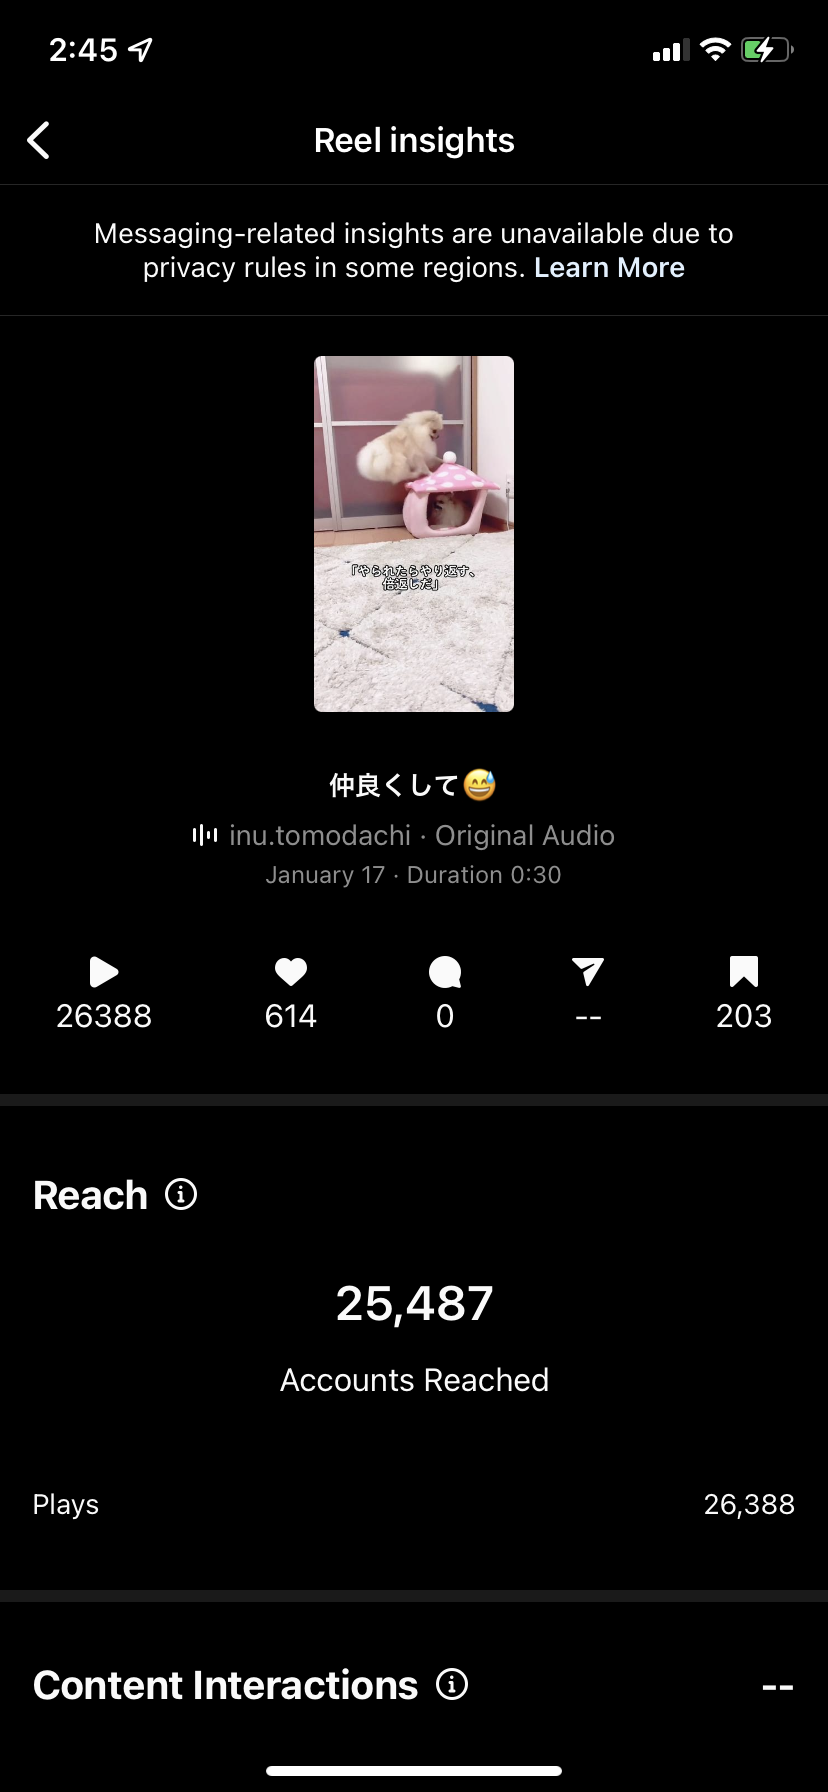 2:45
Reel insights
Messaging-related insights are unavailable due to
privacy rules in some regions. Learn More
「やられたらやり返す、
倍返しだ」
仲良くして😅
inu.tomodachi · Original Audio
January 17 · Duration 0:30
26388 614 0 -- 203
Reach
25,487
Accounts Reached
Plays 26,388
Content Interactions --